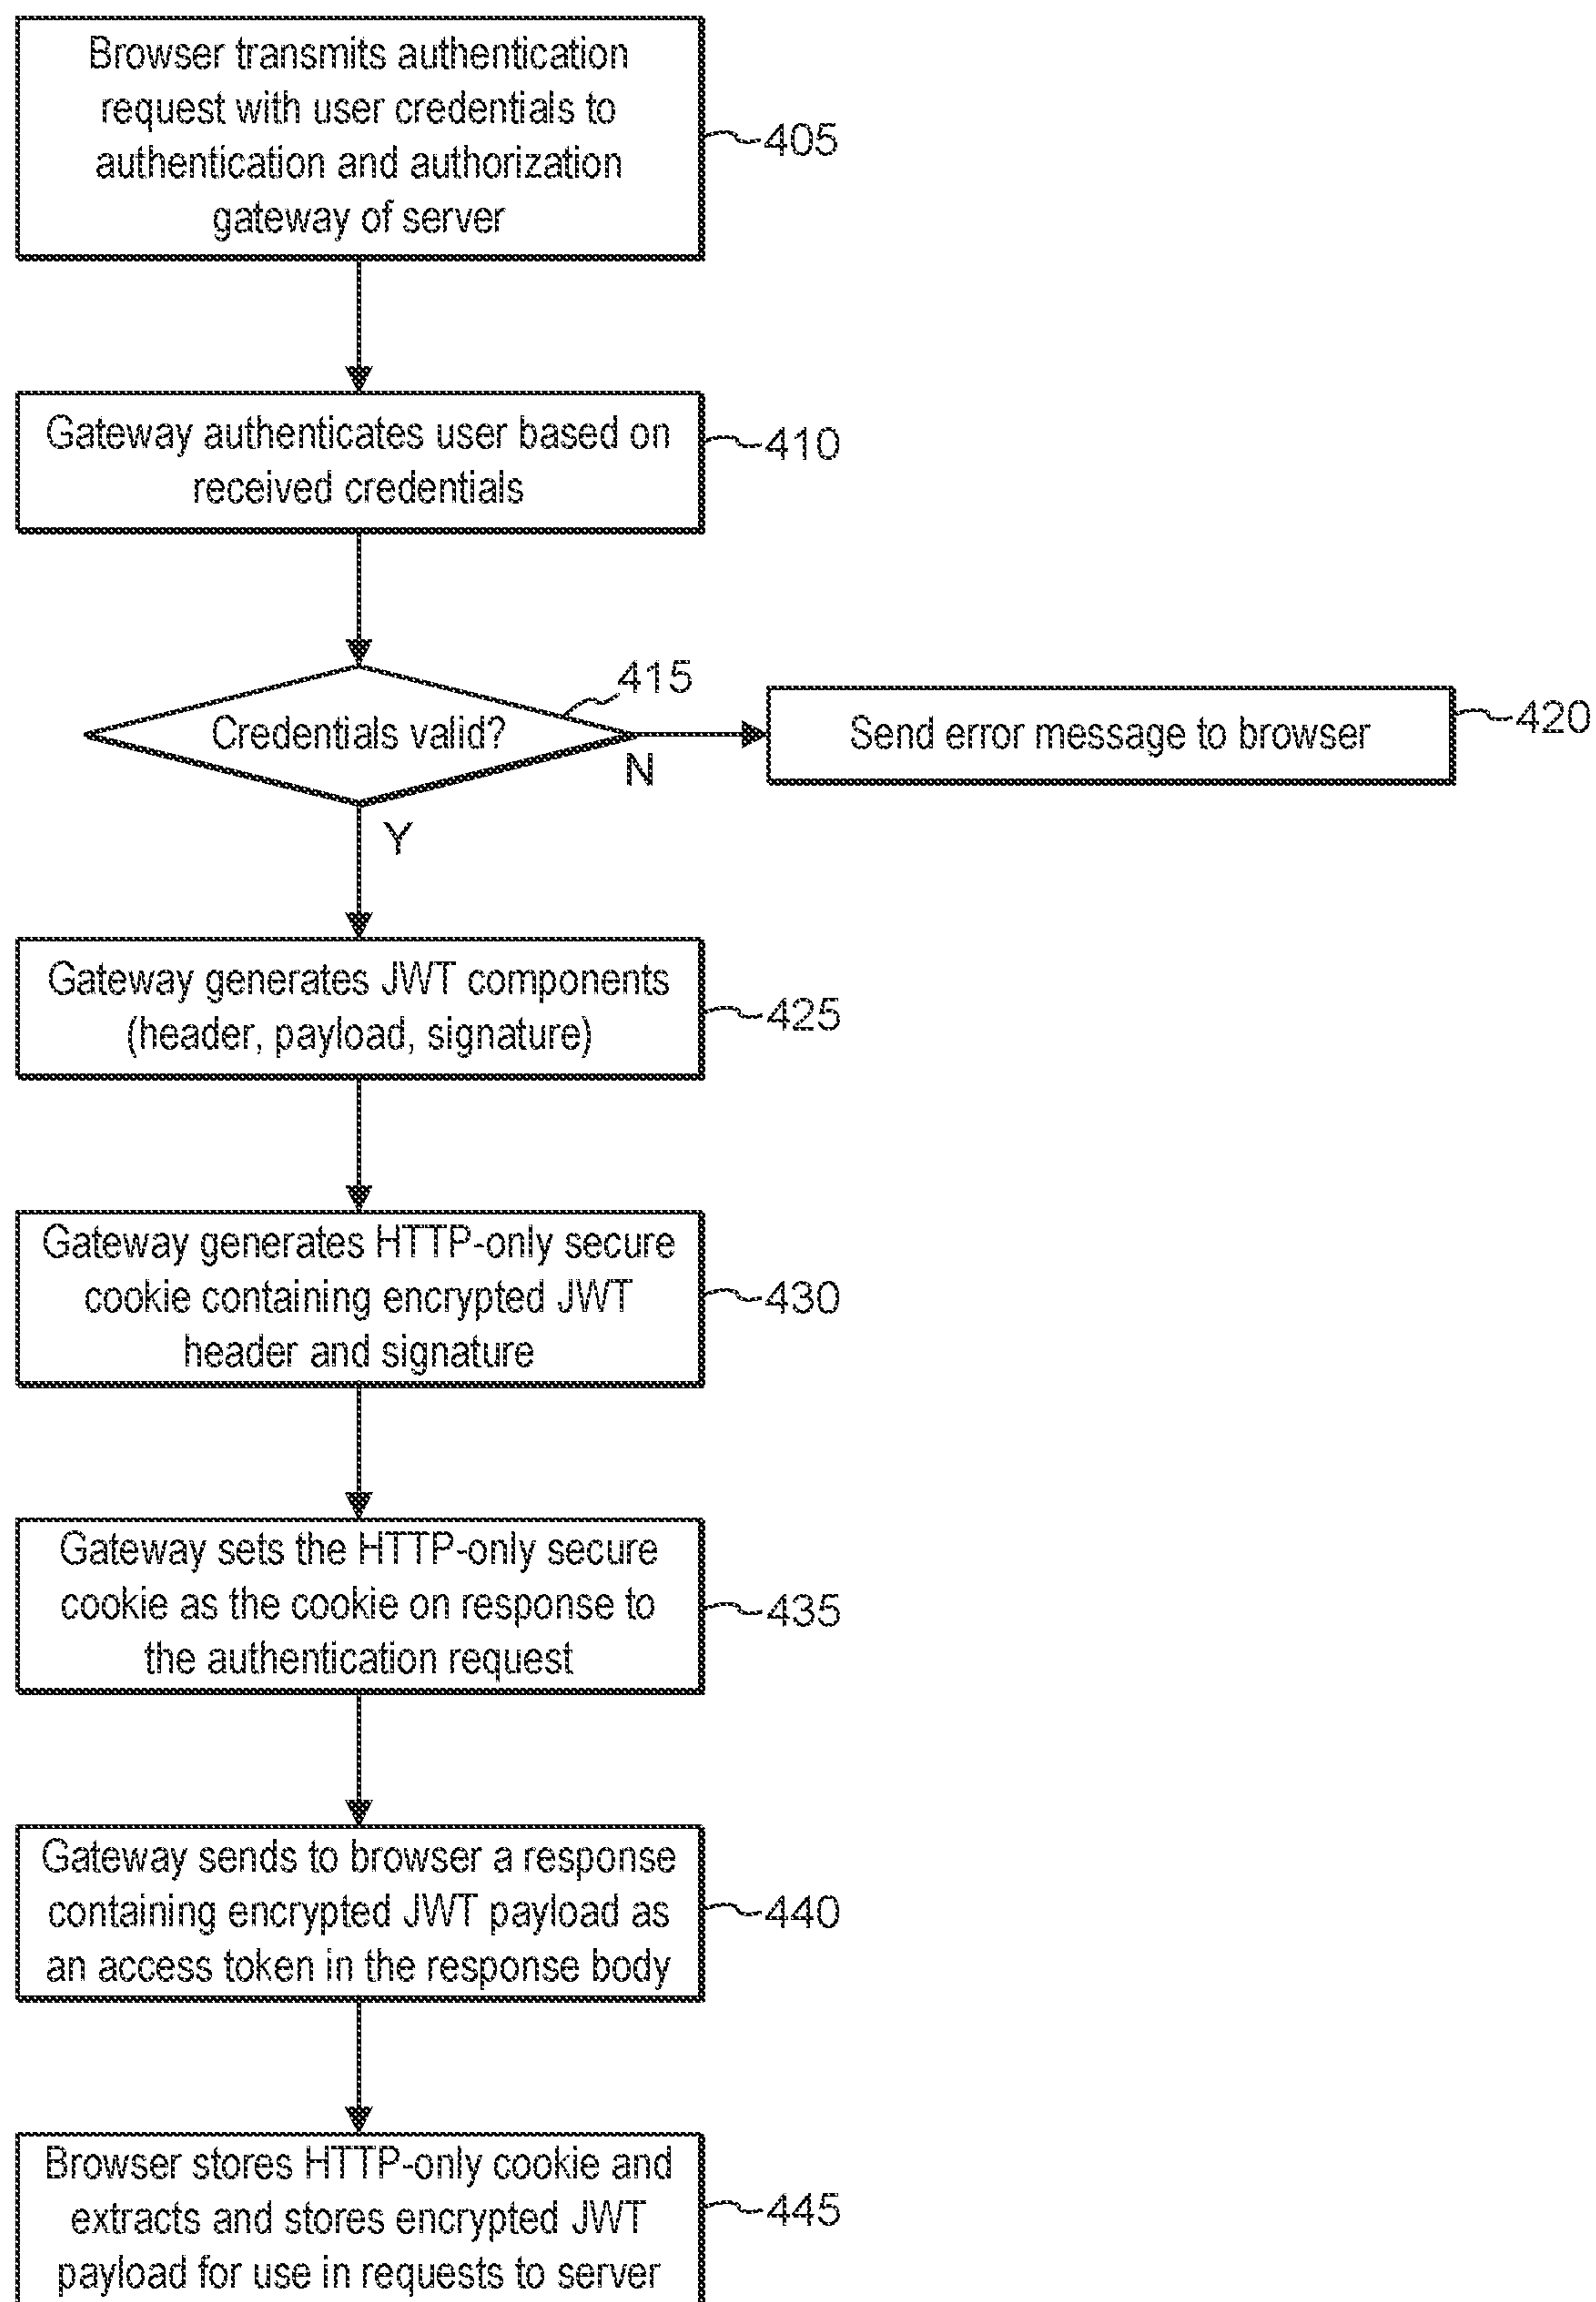 Browser transmits authentication
request with user credentials to
authentication and authorization
gateway of server
405
Gateway authenticates user based on
received credentials
410
415
Credentials valid?
N
Send error message to browser
420
Y
Gateway generates JWT components
(header, payload, signature)
425
Gateway generates HTTP-only secure
cookie containing encrypted JWT
header and signature
430
Gateway sets the HTTP-only secure
cookie as the cookie on response to
the authentication request
435
Gateway sends to browser a response
containing encrypted JWT payload as
an access token in the response body
440
Browser stores HTTP-only cookie and
extracts and stores encrypted JWT
payload for use in requests to server
445